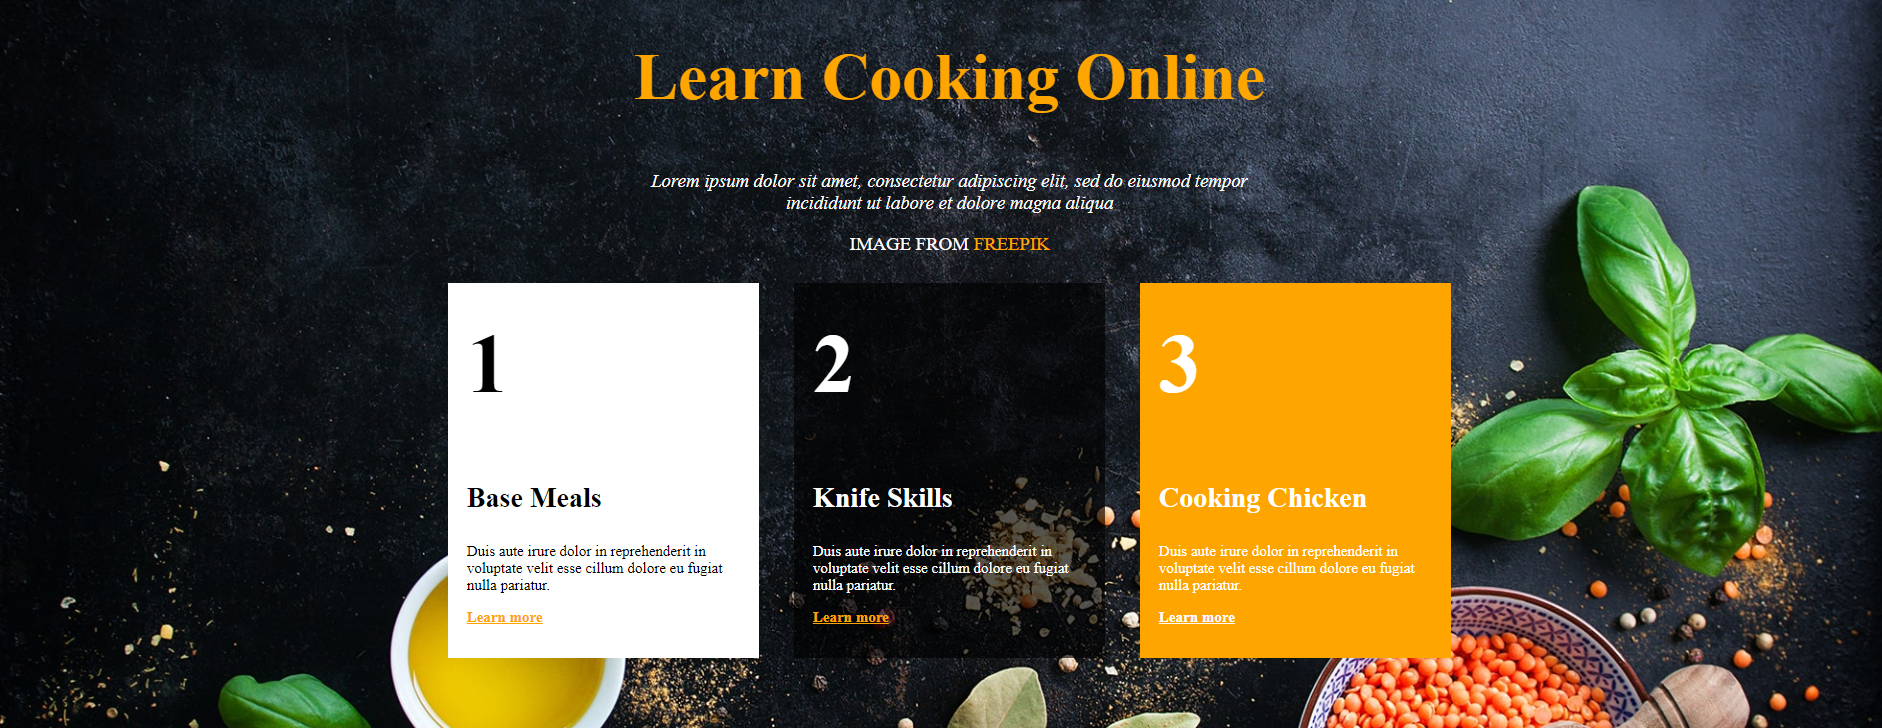 Learn Cooking Online
Lorem ipsum dolor sit amet, consectetur adipiscing elit, sed do eiusmod tempor
incididunt ut labore et dolore magna aliqua
IMAGE FROM FREEPIK
1
Base Meals
Duis aute irure dolor in reprehenderit in
voluptate velit esse cillum dolore eu fugiat
nulla pariatur.
Learn more
2
Knife Skills
Duis aute irure dolor in reprehenderit in
voluptate velit esse cillum dolore eu fugiat
nulla pariatur.
Learn more
3
Cooking Chicken
Duis aute irure dolor in reprehenderit in
voluptate velit esse cillum dolore eu fugiat
nulla pariatur.
Learn more